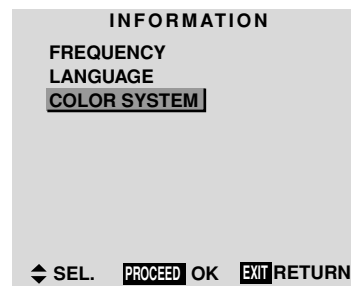 INFORMATION
FREQUENCY
LANGUAGE
COLOR SYSTEM
SEL. PROCEED OK EXIT RETURN